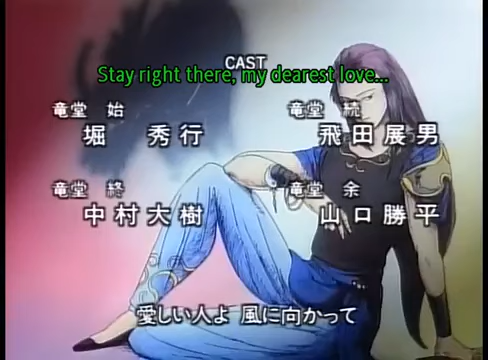 CAST
Stay right there, my dearest love...
竜堂 始
堀 秀行
竜堂 続
飛田展男
竜堂 終
中村大樹
竜堂 余
山口勝平
愛しい人よ 風に向かって